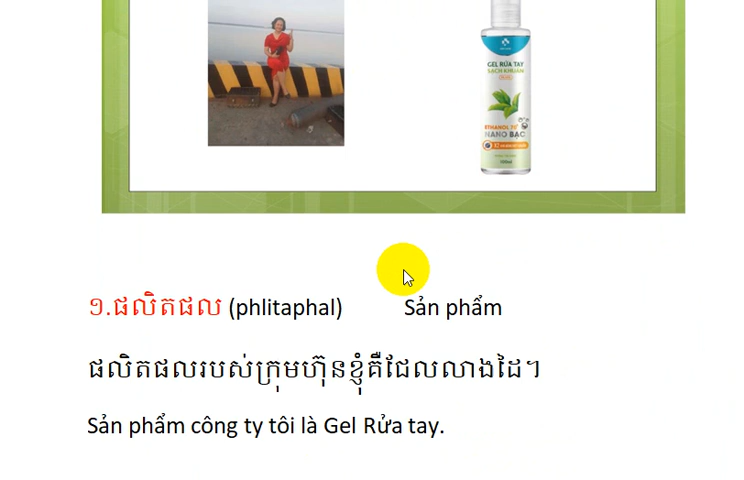 GEL RỬA TAY
SẠCH KHUẨN
ETHANOL 70°
NANO BẠC
១.ផលិតផល (phlitaphal) Sản phẩm
ផលិតផលរបស់ក្រុមហ៊ុនខ្ញុំគឺជែលលាងដៃ។
Sản phẩm công ty tôi là Gel Rửa tay.